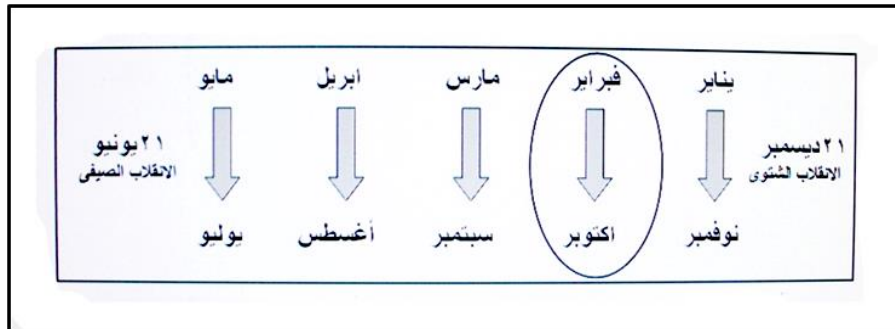 يناير فبراير مارس ابريل مايو
٢١ ديسمبر
الانقلاب الشتوى
٢١ يونيو
الانقلاب الصيفى
نوفمبر اكتوبر سبتمبر أغسطس يوليو